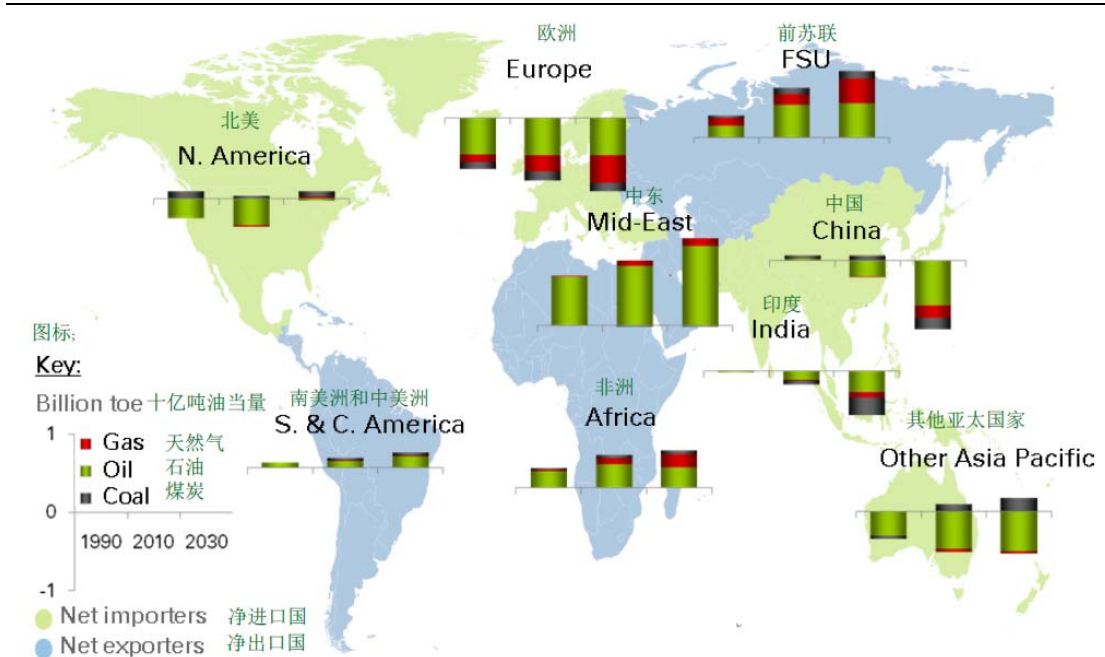 欧洲
Europe
前苏联
FSU
北美
N. America
中东
Mid-East
中国
China
印度
India
图标;
Key:
Billion toe 十亿吨油当量
南美洲和中美洲
S. & C. America
非洲
Africa
其他亚太国家
Other Asia Pacific
1
Gas 天然气
Oil 石油
Coal 煤炭
0
1990 2010 2030
-1
Net importers 净进口国
Net exporters 净出口国